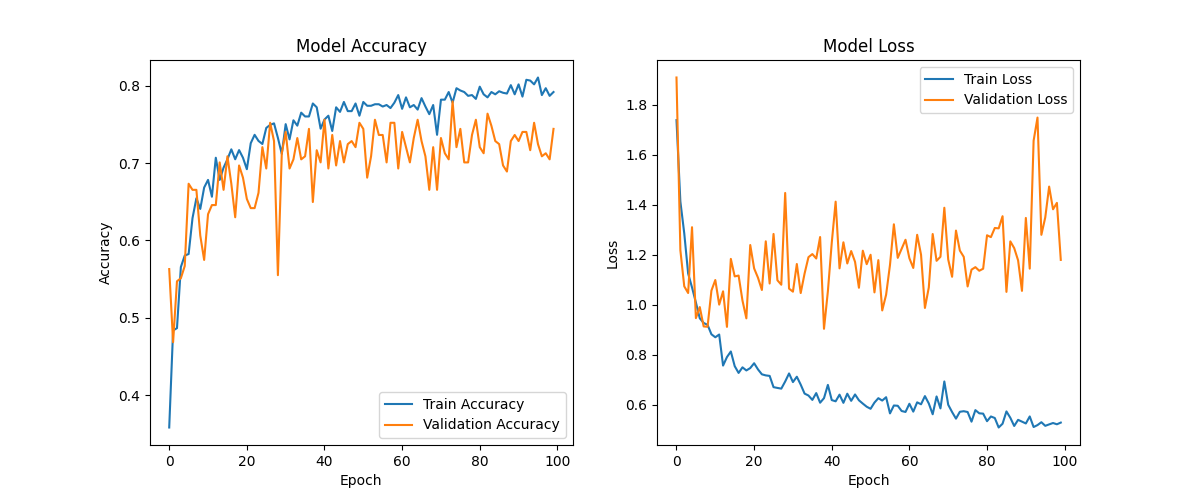 Model Accuracy
Accuracy
0.8
0.7
0.6
0.5
0.4
Train Accuracy
Validation Accuracy
0 20 40 60 80 100
Epoch
Model Loss
Loss
1.8
1.6
1.4
1.2
1.0
0.8
0.6
Train Loss
Validation Loss
0 20 40 60 80 100
Epoch